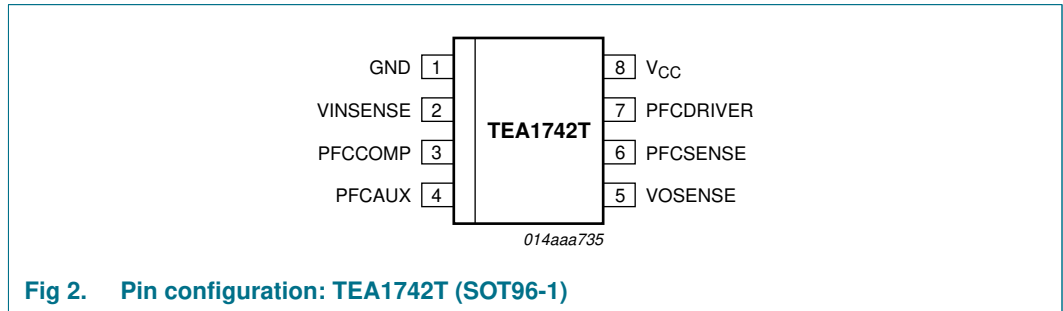 GND 1 8 VCC
VINSENSE 2 7 PFCDRIVER
TEA1742T
PFCCOMP 3 6 PFCSENSE
PFCAUX 4 5 VOSENSE
014aaa735
Fig 2. Pin configuration: TEA1742T (SOT96-1)